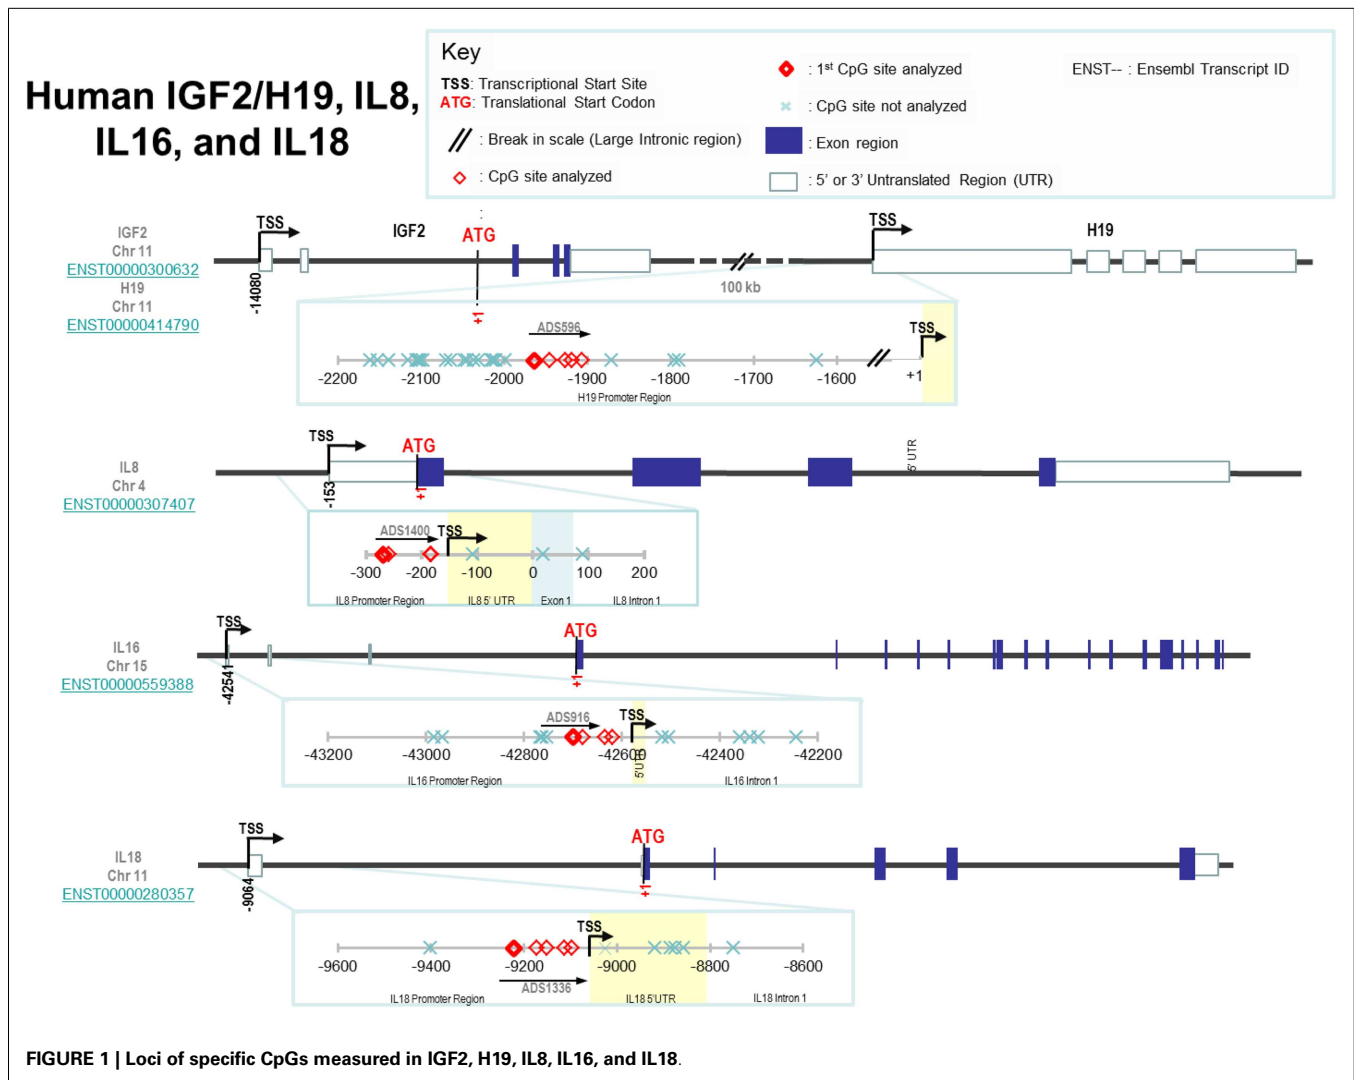 Human IGF2/H19, IL8,
IL16, and IL18
Key
TSS: Transcriptional Start Site
ATG: Translational Start Codon
: Break in scale (Large Intronic region)
: CpG site analyzed
: 1st CpG site analyzed
: CpG site not analyzed
: Exon region
: 5' or 3' Untranslated Region (UTR)
ENST-- : Ensembl Transcript ID
:
IGF2
Chr 11
ENST00000300632
H19
Chr 11
ENST00000414790
TSS
IGF2
ATG
TSS
H19
-14080
+1
100 kb
ADS596
TSS
-2200
-2100
-2000
-1900
-1800
-1700
-1600
+1
H19 Promoter Region
IL8
Chr 4
ENST00000307407
TSS
ATG
5' UTR
-153
+1
ADS1400
TSS
-300
-200
-100
0
100
200
IL8 Promoter Region
IL8 5' UTR
Exon 1
IL8 Intron 1
IL16
Chr 15
ENST00000559388
TSS
ATG
-42541
+1
ADS916
TSS
-43200
-43000
-42800
-42600
-42400
-42200
5'UTR
IL16 Promoter Region
IL16 Intron 1
IL18
Chr 11
ENST00000280357
TSS
ATG
-9064
+1
TSS
-9600
-9400
-9200
-9000
-8800
-8600
ADS1336
IL18 Promoter Region
IL18 5'UTR
IL18 Intron 1
FIGURE 1 | Loci of specific CpGs measured in IGF2, H19, IL8, IL16, and IL18.